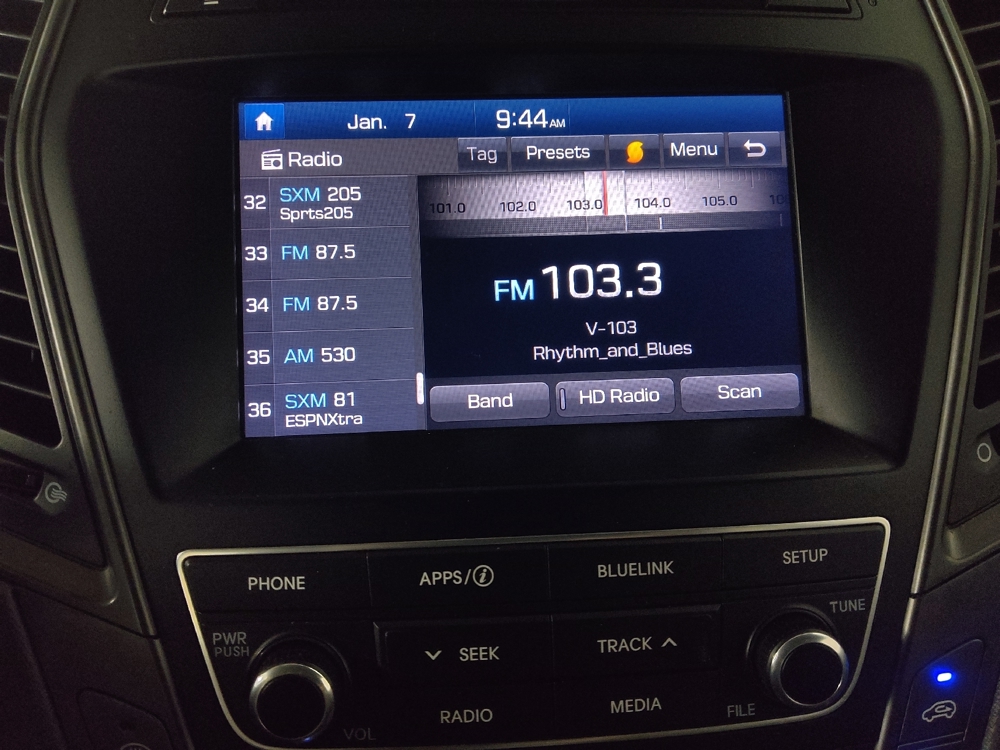 Jan. 7
9:44AM
Radio
Tag
Presets
Menu
32 SXM 205
Sprts205
33 FM 87.5
34 FM 87.5
35 AM 530
36 SXM 81
ESPNXtra
101.0 102.0 103.0 104.0 105.0
FM 103.3
V-103
Rhythm_and_Blues
Band
HD Radio
Scan
PHONE
APPS/i
BLUELINK
SETUP
PWR
PUSH
VOL
SEEK
TRACK
TUNE
RADIO
MEDIA
FILE